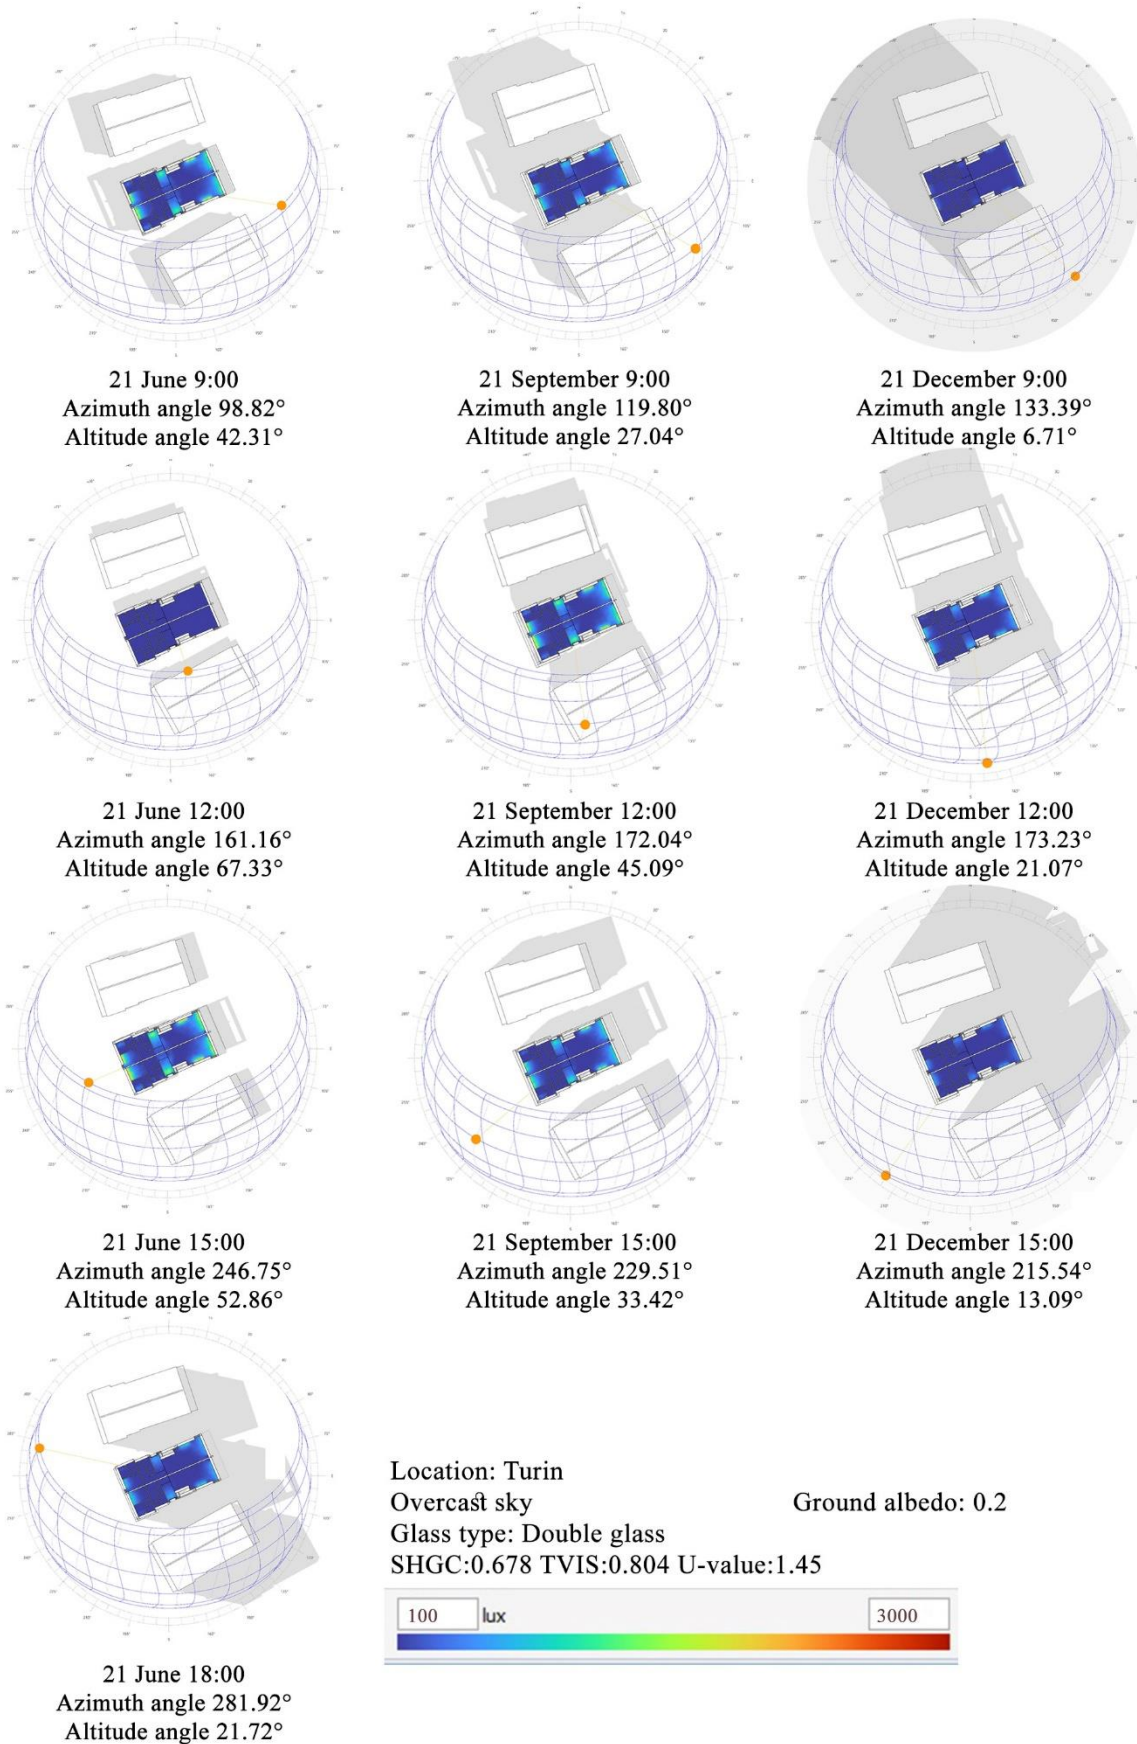 21 June 9:00
Azimuth angle 98.82°
Altitude angle 42.31°
21 September 9:00
Azimuth angle 119.80°
Altitude angle 27.04°
21 December 9:00
Azimuth angle 133.39°
Altitude angle 6.71°
21 June 12:00
Azimuth angle 161.16°
Altitude angle 67.33°
21 September 12:00
Azimuth angle 172.04°
Altitude angle 45.09°
21 December 12:00
Azimuth angle 173.23°
Altitude angle 21.07°
21 June 15:00
Azimuth angle 246.75°
Altitude angle 52.86°
21 September 15:00
Azimuth angle 229.51°
Altitude angle 33.42°
21 December 15:00
Azimuth angle 215.54°
Altitude angle 13.09°
21 June 18:00
Azimuth angle 281.92°
Altitude angle 21.72°
Location: Turin
Overcast sky Ground albedo: 0.2
Glass type: Double glass
SHGC:0.678 TVIS:0.804 U-value:1.45
100 lux 3000